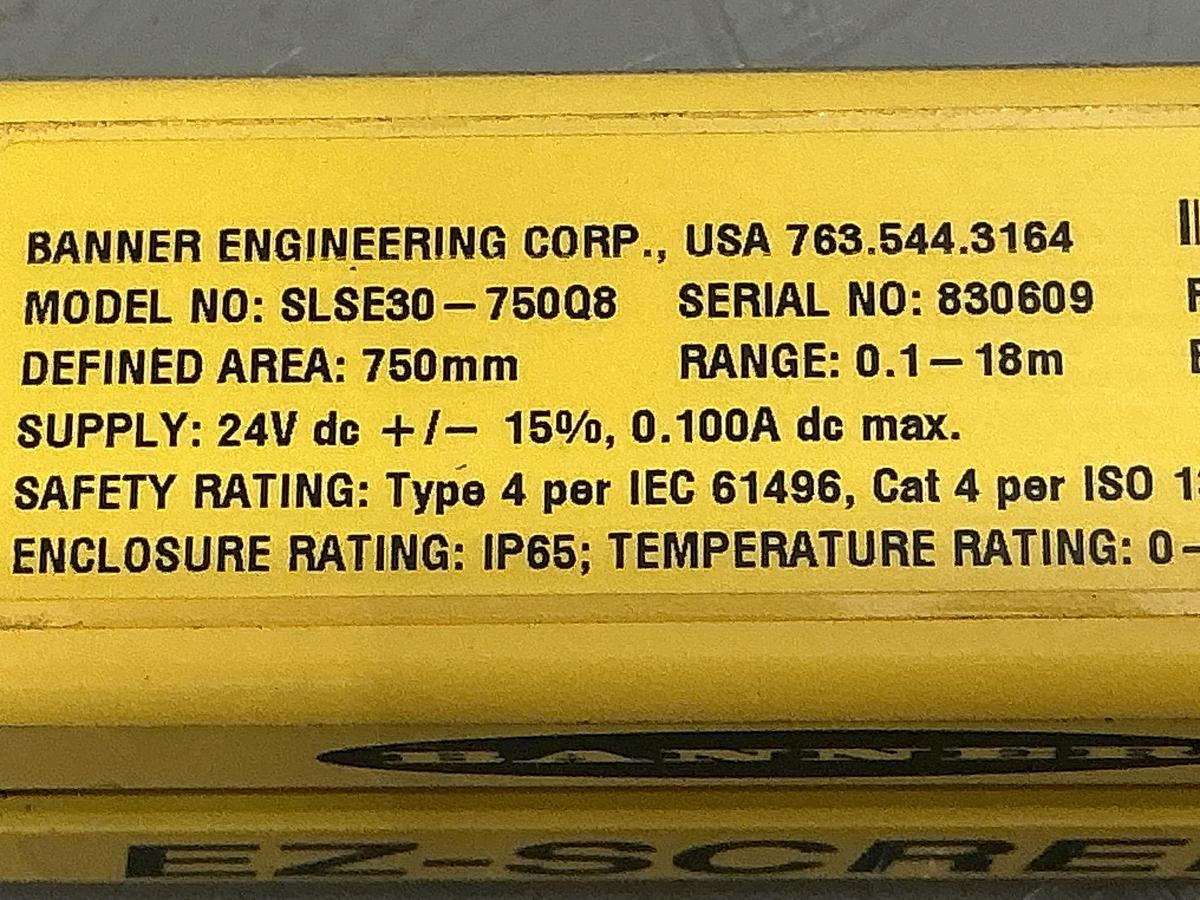 BANNER ENGINEERING CORP., USA 763.544.3164
MODEL NO: SLSE30-750Q8 SERIAL NO: 830609
DEFINED AREA: 750mm RANGE: 0.1-18m
SUPPLY: 24V dc +/- 15%, 0.100A dc max.
SAFETY RATING: Type 4 per IEC 61496, Cat 4 per ISO
ENCLOSURE RATING: IP65; TEMPERATURE RATING: 0-
BANNER
EZ-SCRE